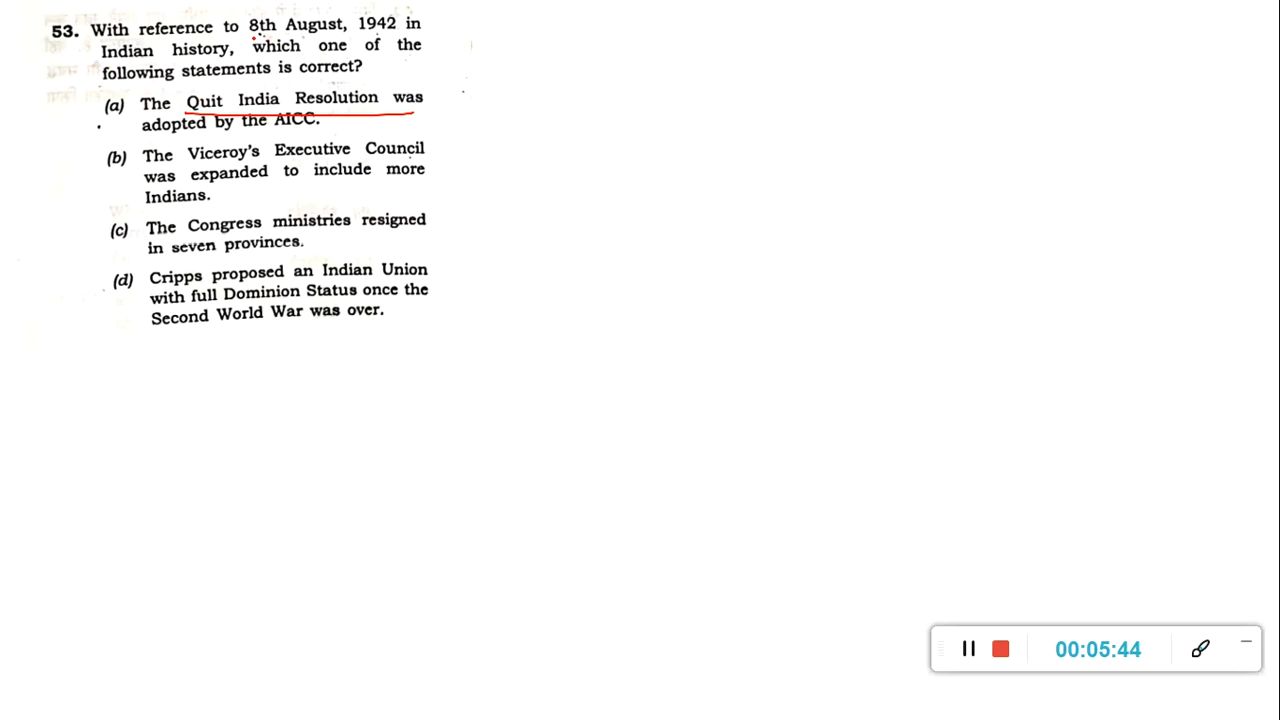 53. With reference to 8th August, 1942 in
Indian history, which one of the
following statements is correct?
(a) The Quit India Resolution was
adopted by the AICC.
(b) The Viceroy's Executive Council
was expanded to include more
Indians.
(c) The Congress ministries resigned
in seven provinces.
(d) Cripps proposed an Indian Union
with full Dominion Status once the
Second World War was over.
00:05:44